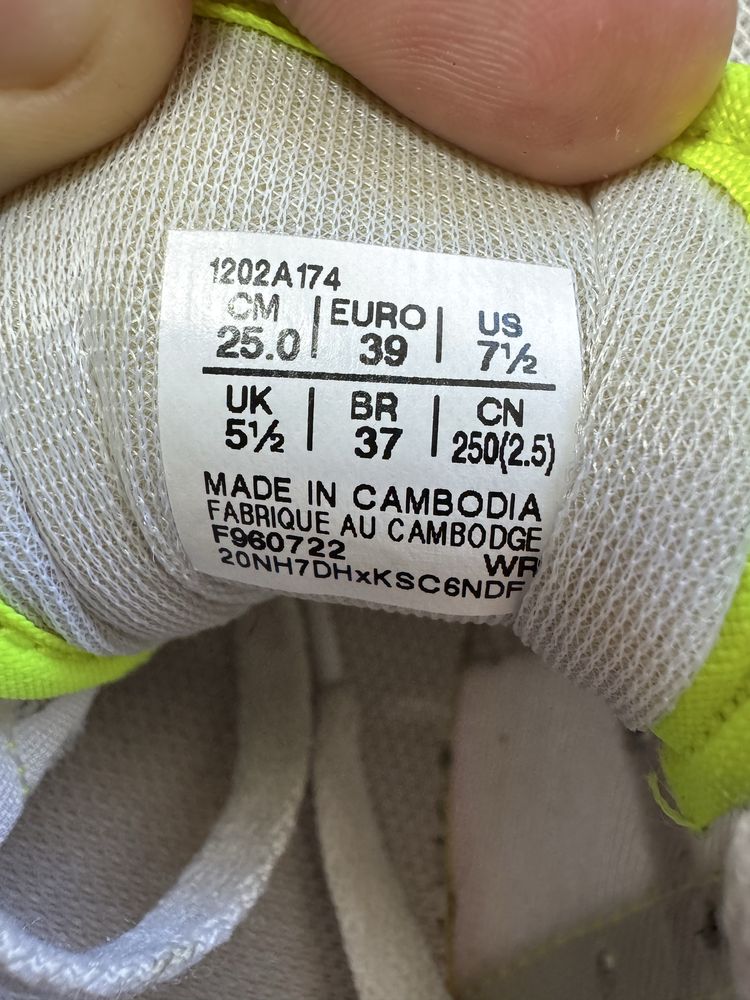 1202A174
CM | EURO | US
25.0 | 39 | 7½
UK | BR | CN
5½ | 37 | 250(2.5)
MADE IN CAMBODIA
FABRIQUE AU CAMBODGE
F960722 WR
20NH7DHxKSC6NDF